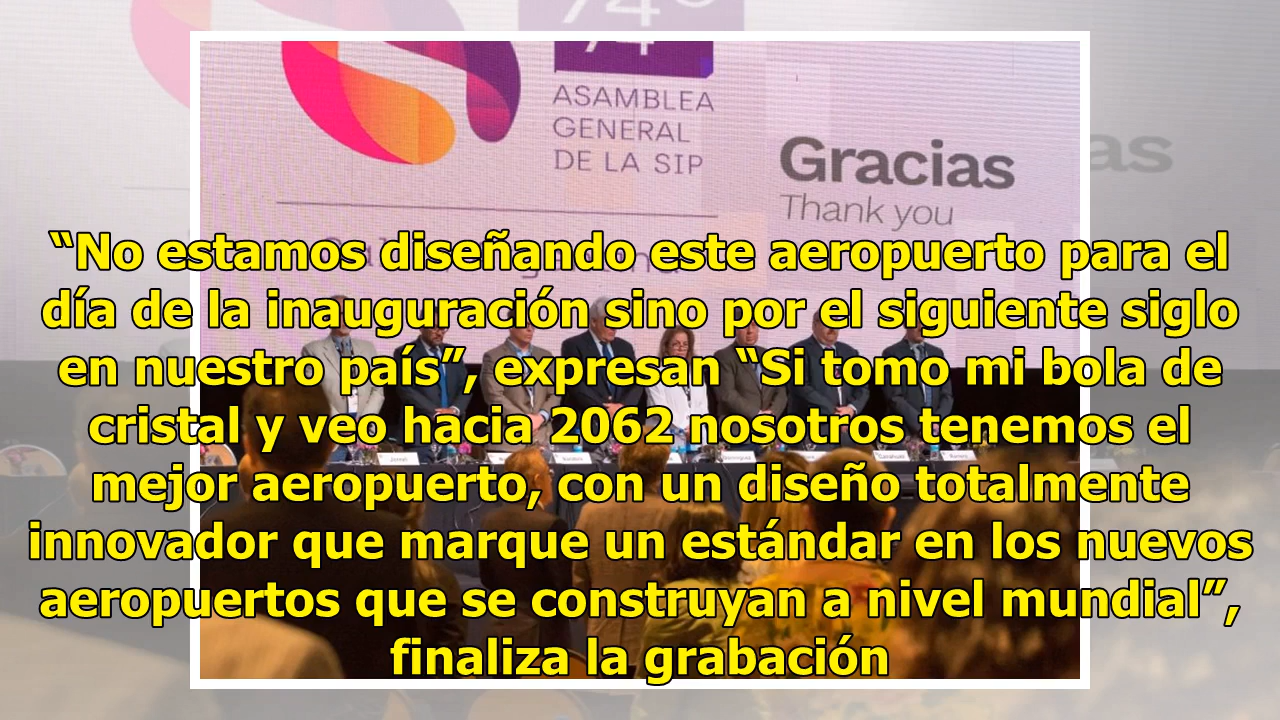 74°
74°
ASAMBLEA
GENERAL
DE LA SIP
Gracias
Thank you
as
“No estamos diseñando este aeropuerto para el
día de la inauguración sino por el siguiente siglo
en nuestro país”, expresan “Si tomo mi bola de
cristal y veo hacia 2062 nosotros tenemos el
mejor aeropuerto, con un diseño totalmente
innovador que marque un estándar en los nuevos
aeropuertos que se construyan a nivel mundial”,
finaliza la grabación